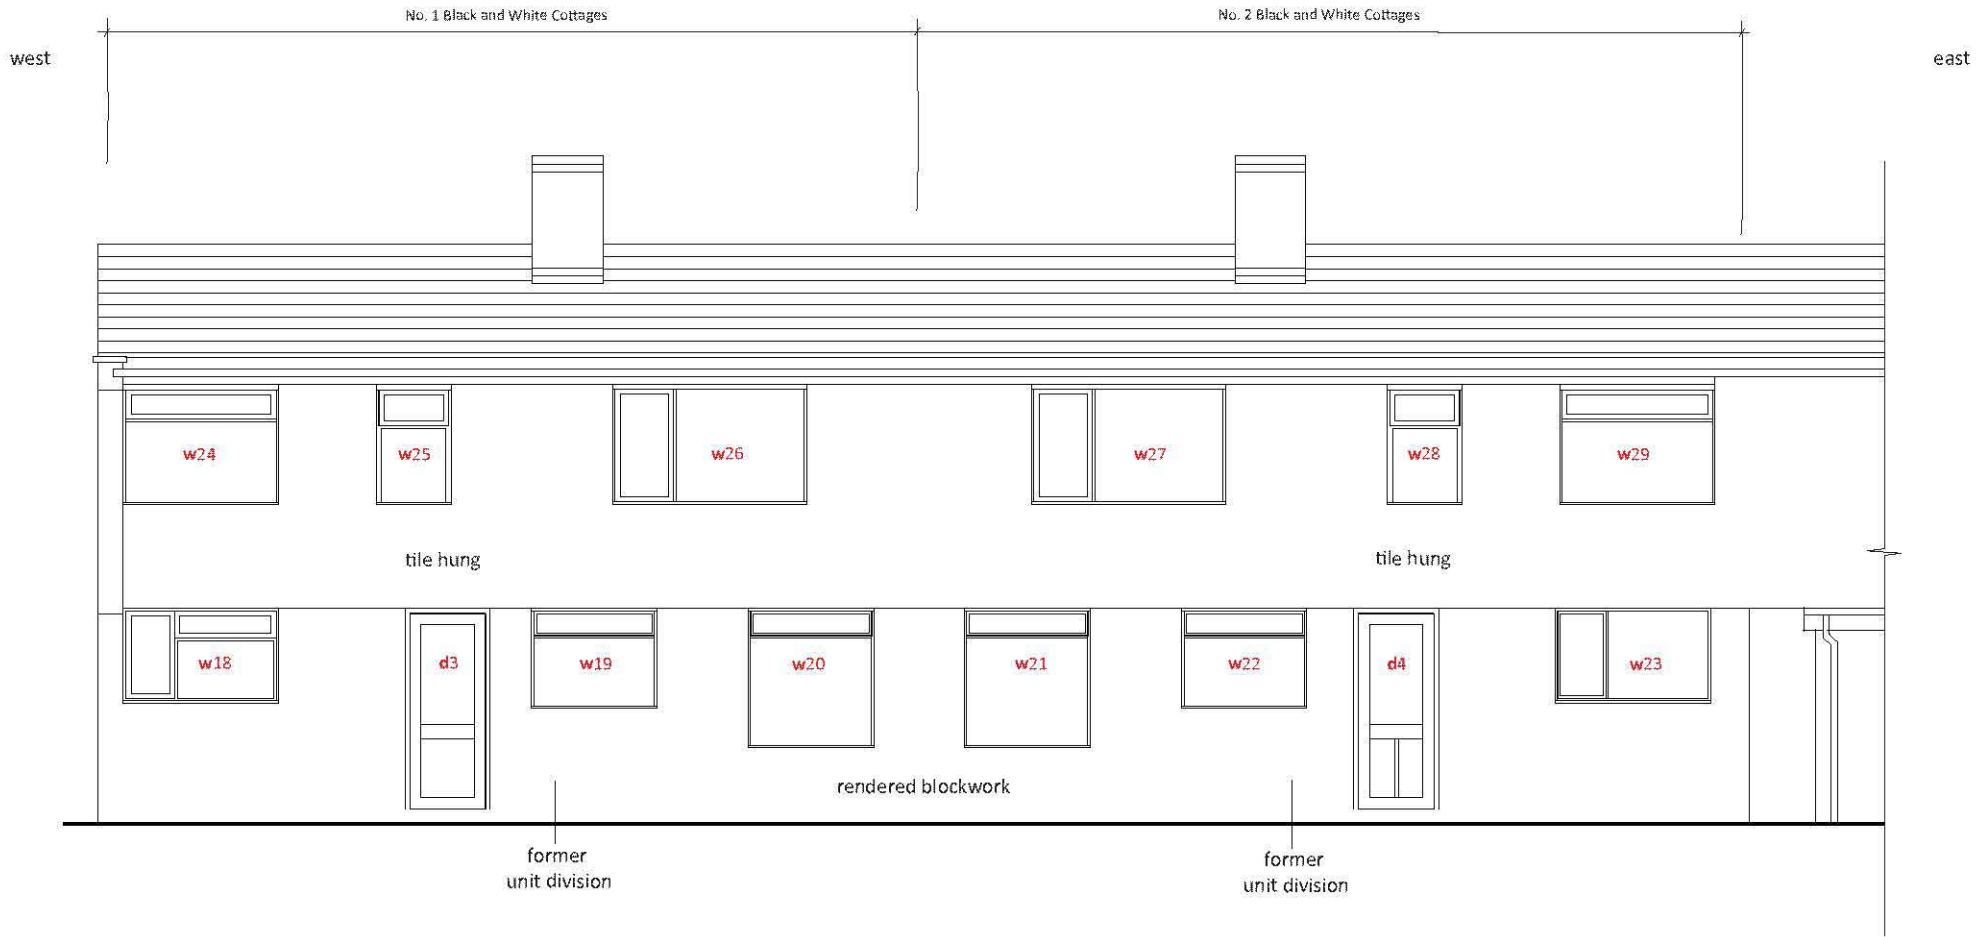 No. 1 Black and White Cottages
No. 2 Black and White Cottages
west
east
w24
w25
w26
w27
w28
w29
tile hung
tile hung
w18
d3
w19
w20
w21
w22
d4
w23
rendered blockwork
former
unit division
former
unit division